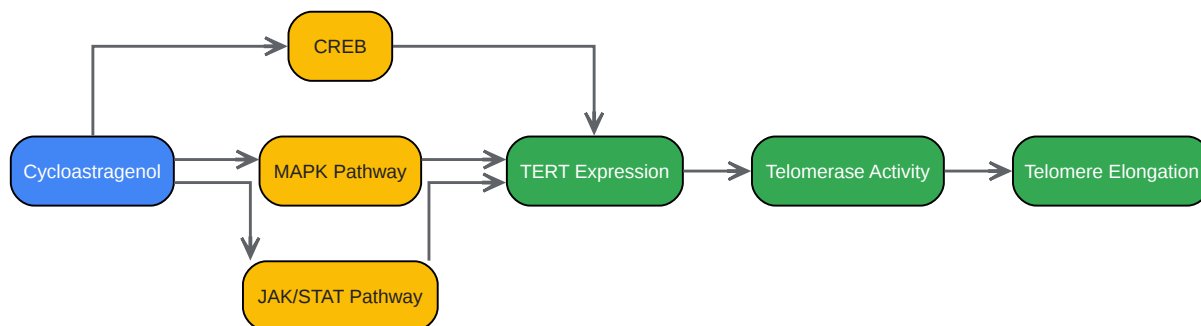 CREB
Cycloastragenol
MAPK Pathway
TERT Expression
Telomerase Activity
Telomere Elongation
JAK/STAT Pathway